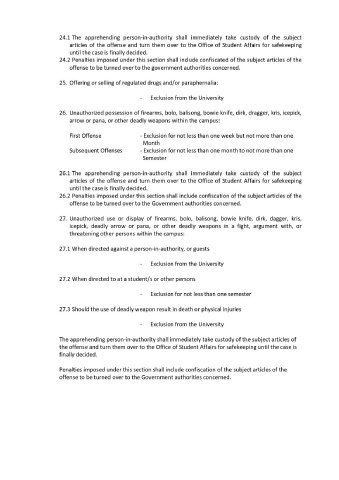 24.1 The apprehending person-in-authority shall immediately take custody of the subject
articles of the offense and turn them over to the Office of Student Affairs for safekeeping
until the case is finally decided.
24.2 Penalties imposed under this section shall include confiscated of the subject articles of the
offense to be turned over to the government authorities concerned.
25. Offering or selling of regulated drugs and/or paraphernalia:
- Exclusion from the University
26. Unauthorized possession of firearms, bolo, balisong, bowie knife, dirk, dragger, kris, icepick,
arrow or pana, or other deadly weapons within the campus:
First Offense - Exclusion for not less than one week but not more than one
Month
Subsequent Offenses - Exclusion for not less than one month to not more than one
Semester
26.1 The apprehending person-in-authority shall immediately take custody of the subject
articles of the offense and turn them over to the Office of Student Affairs for safekeeping
until the case is finally decided.
26.2 Penalties imposed under this section shall include confiscation of the subject articles of the
offense to be turned over to the Government authorities concerned.
27. Unauthorized use or display of firearms, bolo, balisong, bowie knife, dirk, dagger, kris,
icepick, deadly arrow or pana, or other deadly weapons in a fight, argument with, or
threatening other persons within the campus:
27.1 When directed against a person-in-authority, or guests
- Exclusion from the University
27.2 When directed to at a student/s or other persons
- Exclusion for not less than one semester
27.3 Should the use of deadly weapon result in death or physical injuries
- Exclusion from the University
The apprehending person-in-authority shall immediately take custody of the subject articles of
the offense and turn them over to the Office of Student Affairs for safekeeping until the case is
finally decided.
Penalties imposed under this section shall include confiscation of the subject articles of the
offense to be turned over to the Government authorities concerned.